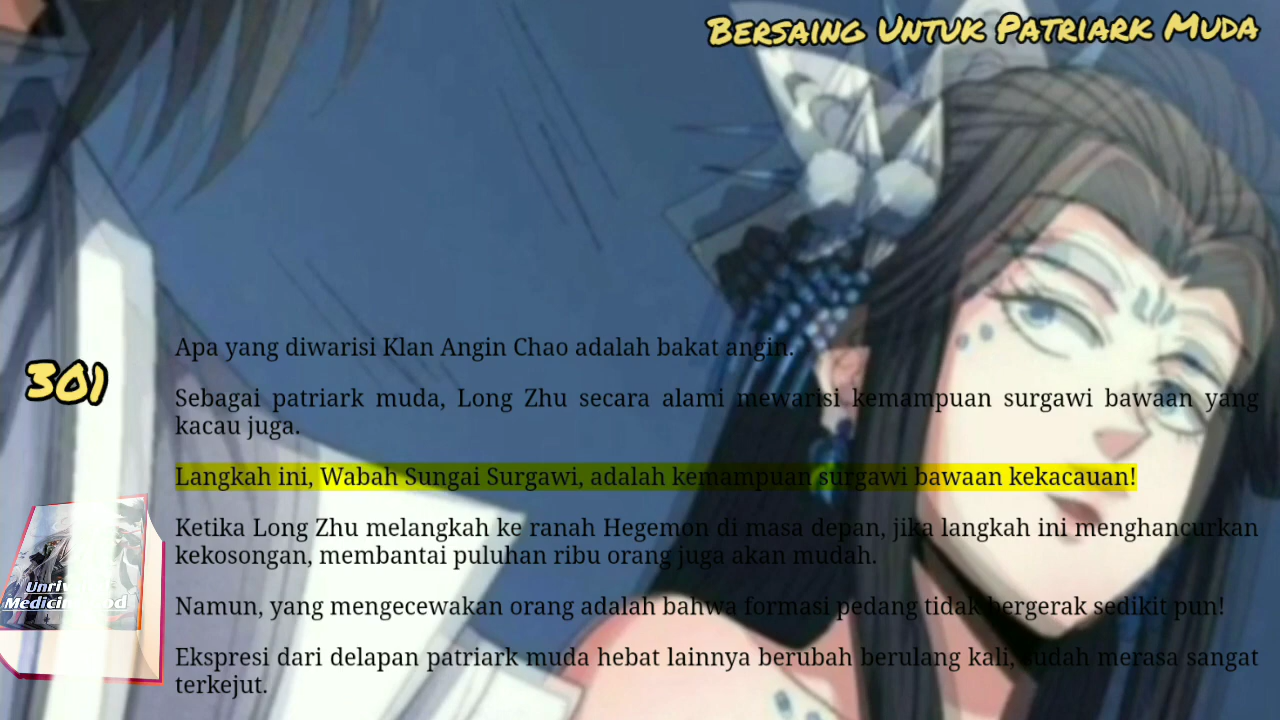 Bersaing Untuk Patriark Muda
Apa yang diwarisi Klan Angin Chao adalah bakat angin.
301
Sebagai patriark muda, Long Zhu secara alami mewarisi kemampuan surgawi bawaan yang
kacau juga.
Langkah ini, Wabah Sungai Surgawi, adalah kemampuan surgawi bawaan kekacauan!
Ketika Long Zhu melangkah ke ranah Hegemon di masa depan, jika langkah ini menghancurkan
kekosongan, membantai puluhan ribu orang juga akan mudah.
Namun, yang mengecewakan orang adalah bahwa formasi pedang tidak bergerak sedikit pun!
Ekspresi dari delapan patriark muda hebat lainnya berubah berulang kali, sudah merasa sangat
terkejut.